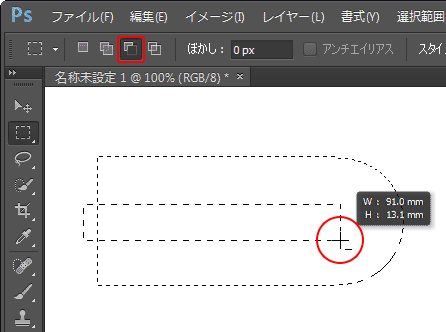 Ps ファイル(F) 編集(E) イメージ(I) レイヤー(L) 書式(Y) 選択範囲
ぼかし: 0 px アンチエイリアス スタイ
名称未設定 1 @ 100% (RGB/8) * ×
W : 91.0 mm
H : 13.1 mm